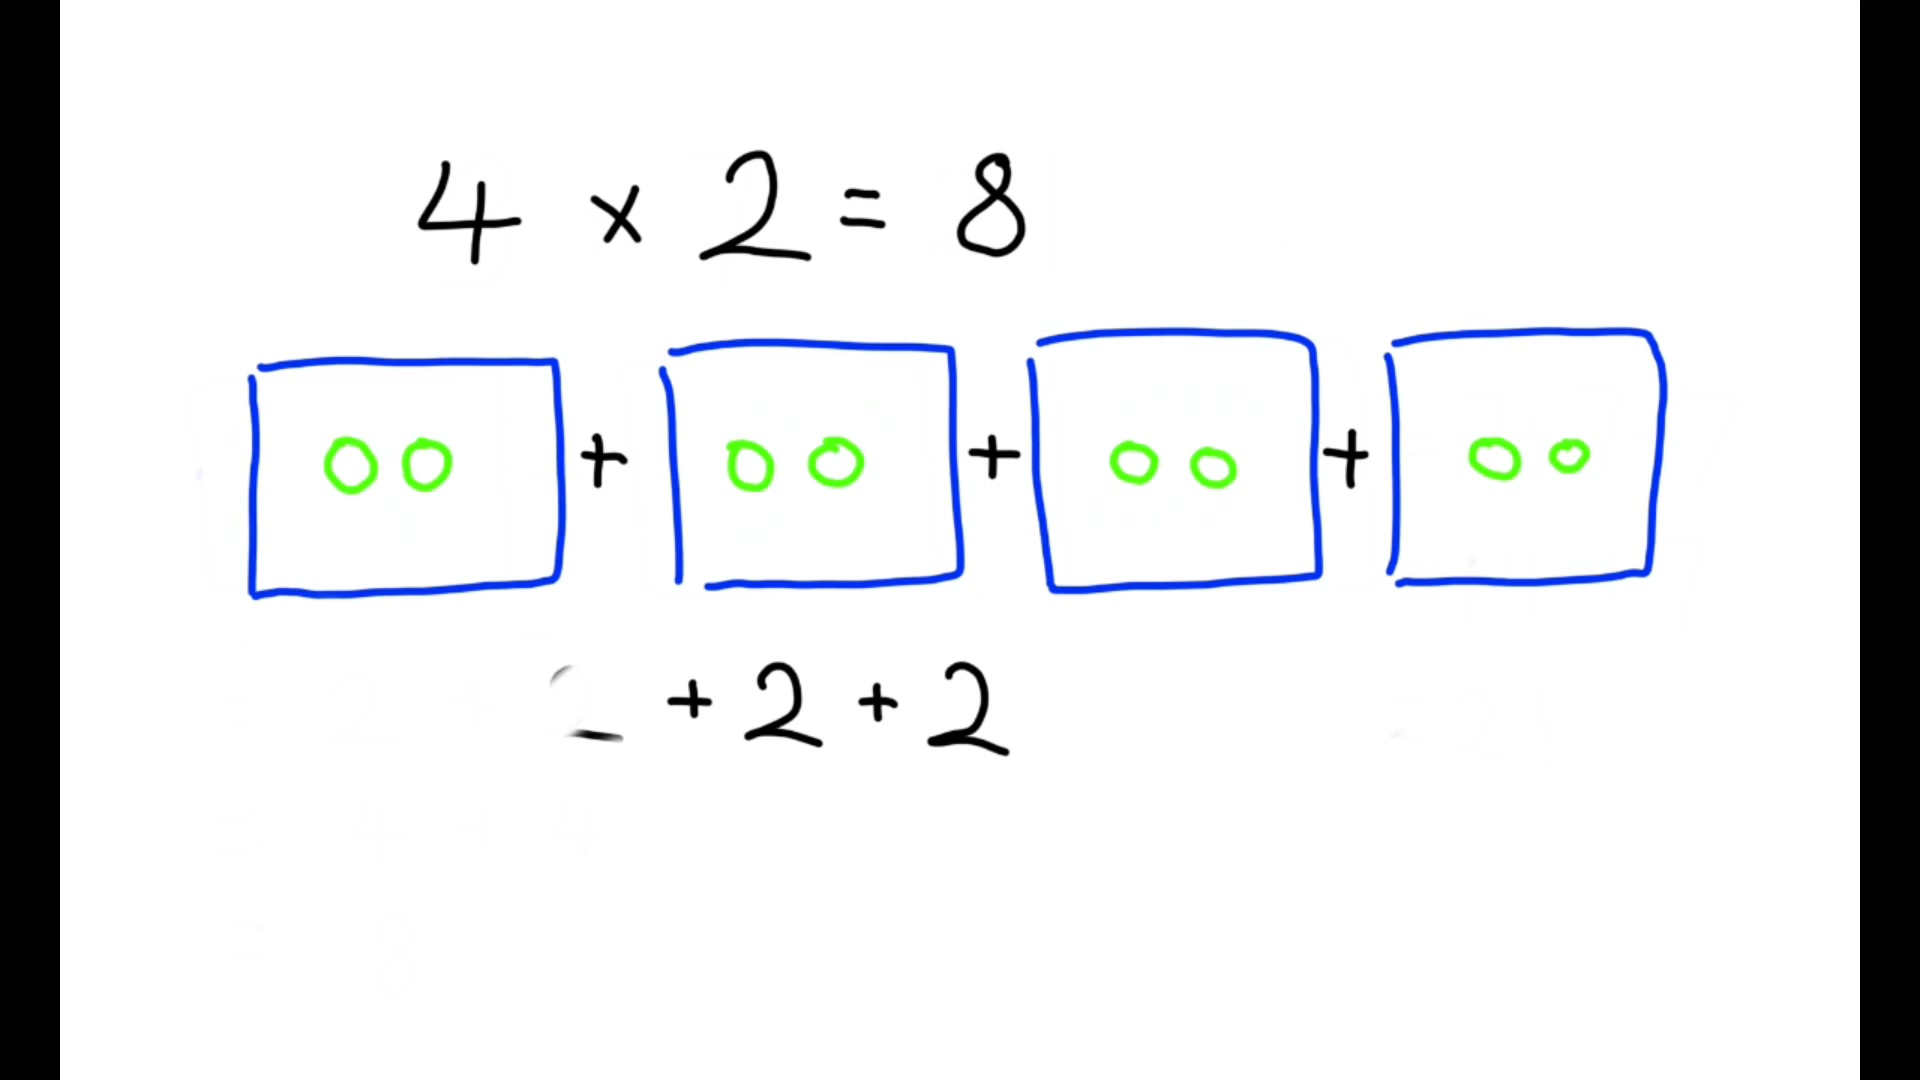 4 × 2 = 8
+ + +
+ 2 + 2